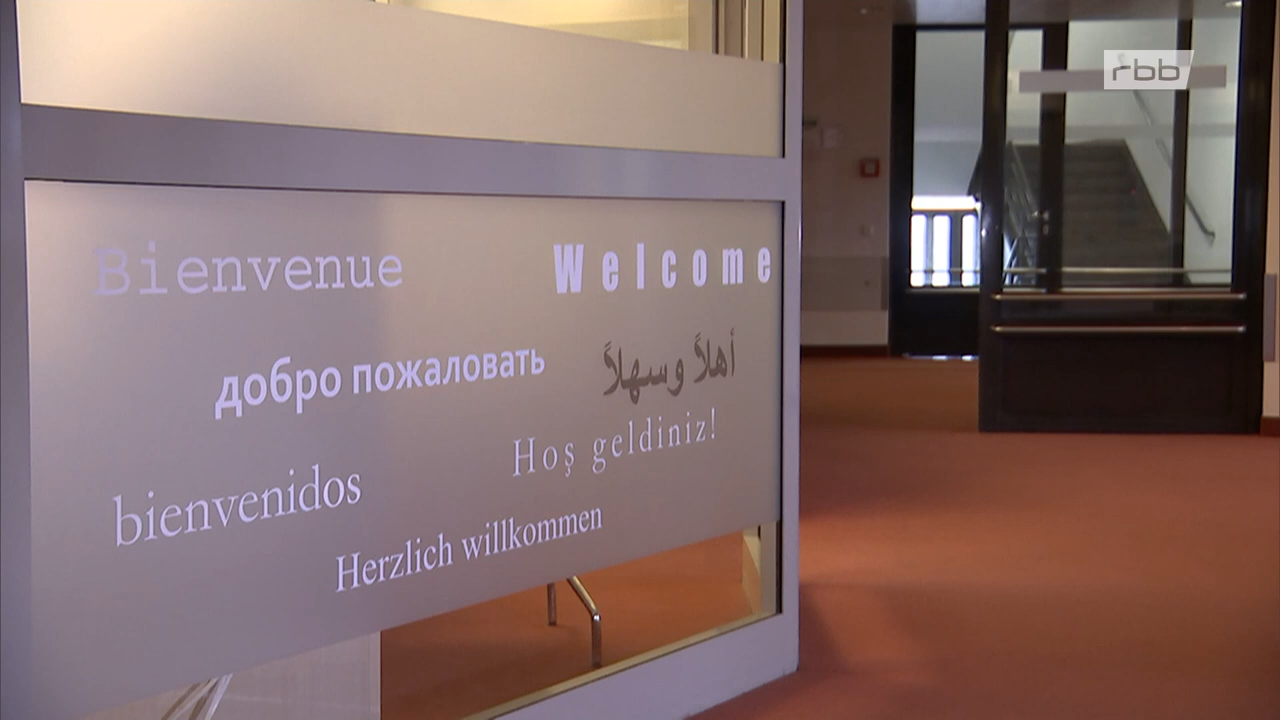 rbb
Bienvenue
Welcome
добро пожаловать
أهلاً وسهلاً
Hoş geldiniz!
bienvenidos
Herzlich willkommen